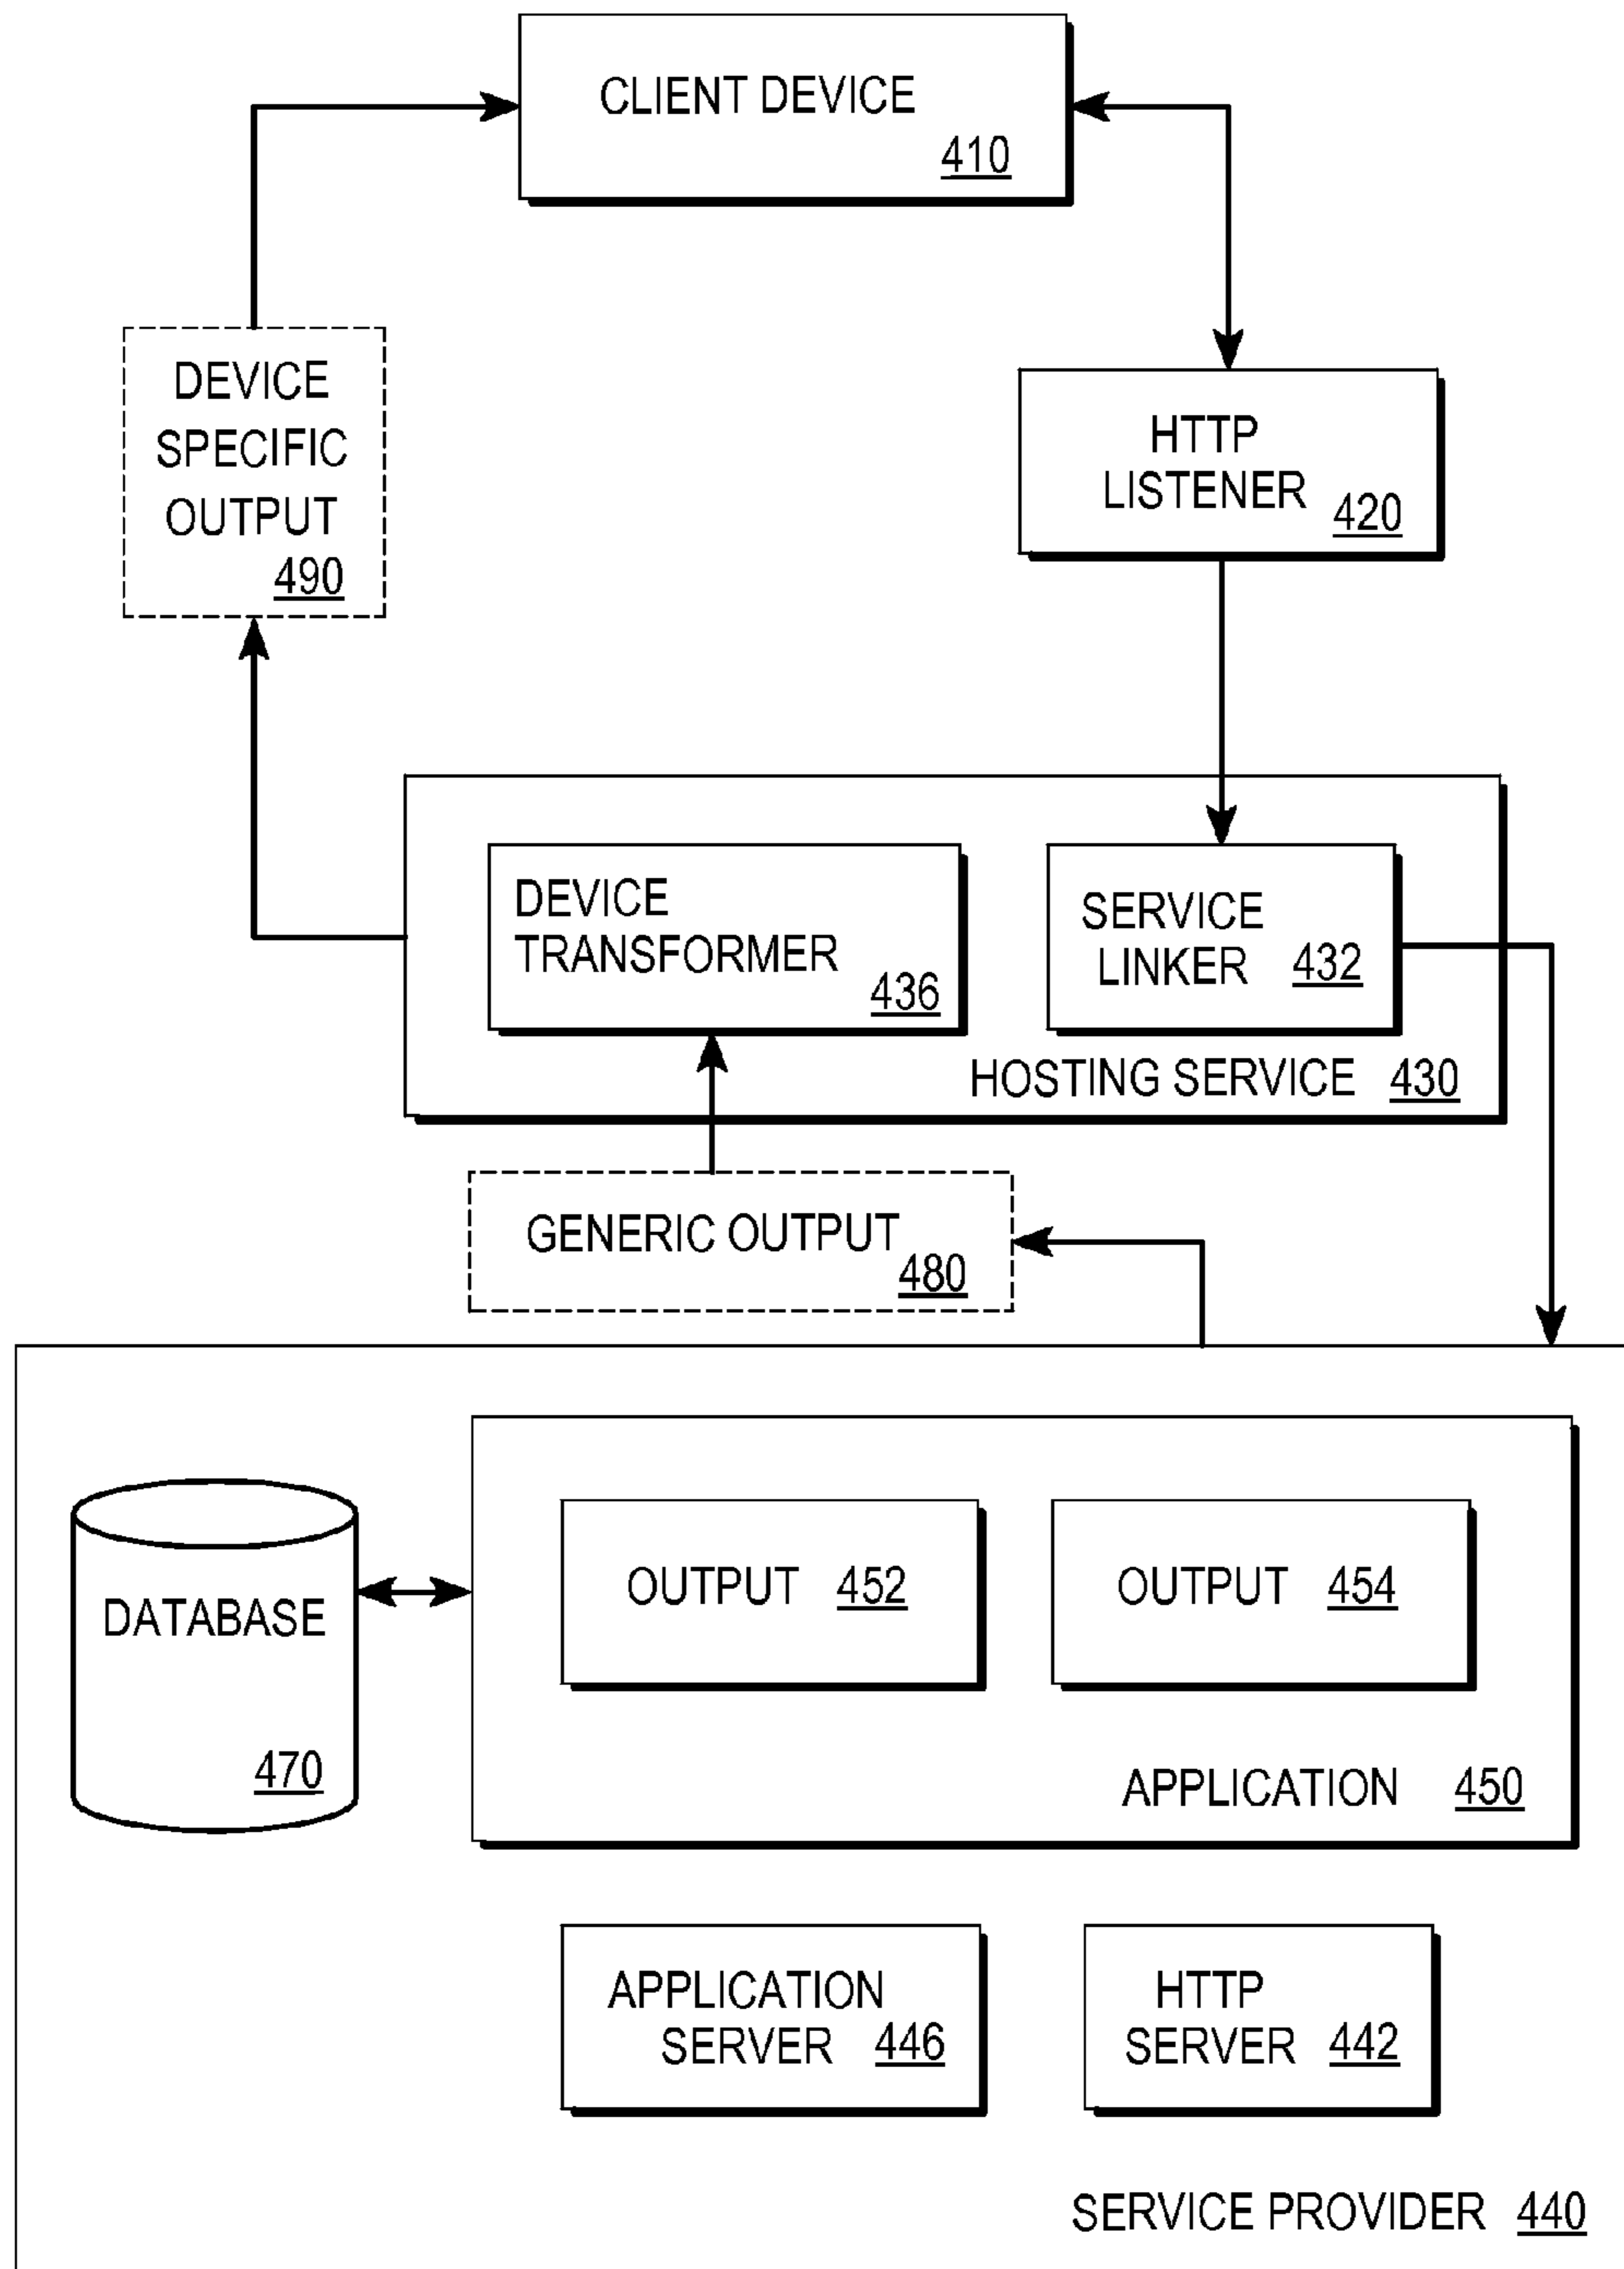 CLIENT DEVICE
410
DEVICE
SPECIFIC
OUTPUT
490
HTTP
LISTENER 420
DEVICE
TRANSFORMER
436
SERVICE
LINKER 432
HOSTING SERVICE 430
GENERIC OUTPUT
480
DATABASE
470
OUTPUT 452
OUTPUT 454
APPLICATION 450
APPLICATION
SERVER 446
HTTP
SERVER 442
SERVICE PROVIDER 440